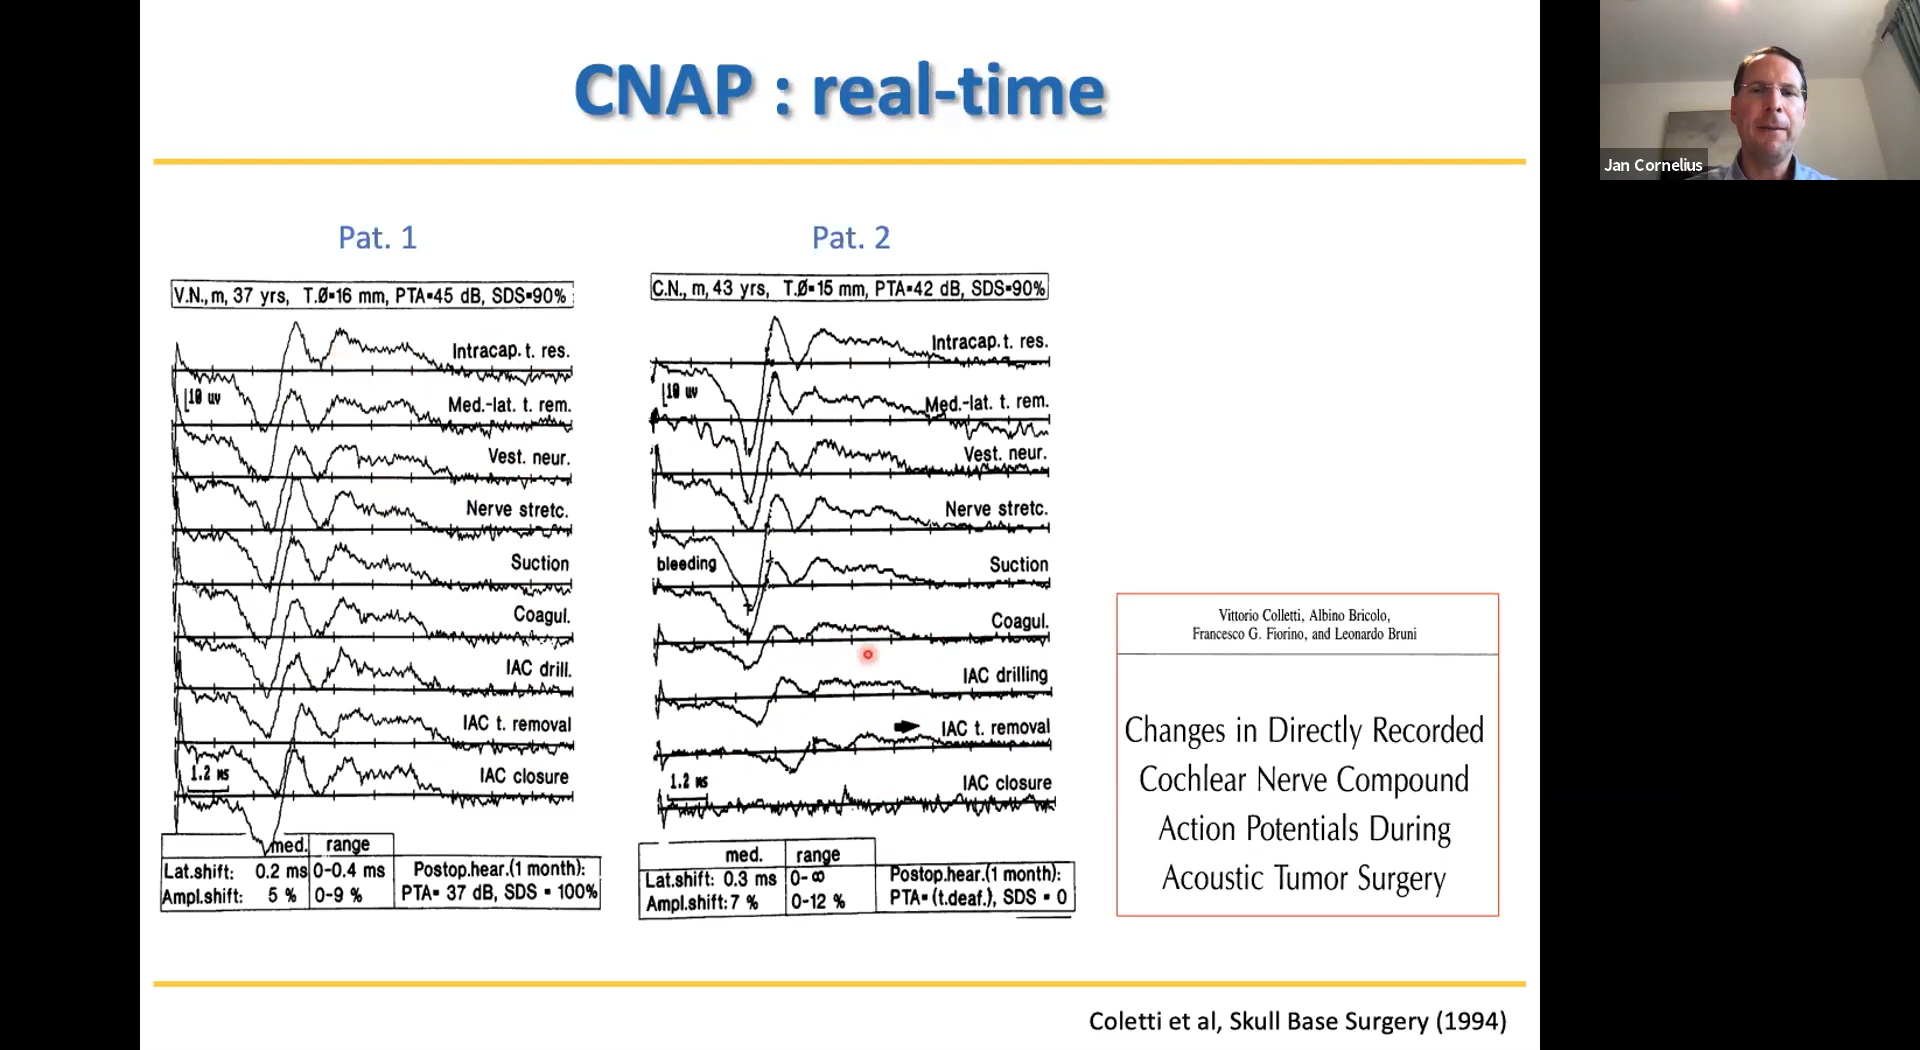 CNAP : real-time
Jan Cornelius
Pat. 1
V.N., m, 37 yrs, T.Ø=16 mm, PTA=45 dB, SDS=90%
Intracap. t. res.
10 uv
Med.-lat. t. rem.
Vest. neur.
Nerve stretc.
Suction
Coagul.
IAC drill.
IAC t. removal
1.2 ms
IAC closure
med. range
Lat.shift: 0.2 ms 0-0.4 ms
Ampl.shift: 5 % 0-9 %
Postop.hear.(1 month):
PTA= 37 dB, SDS = 100%
Pat. 2
C.N., m, 43 yrs, T.Ø=15 mm, PTA=42 dB, SDS=90%
Intracap. t. res.
10 uv
Med.-lat. t. rem.
Vest. neur.
Nerve stretc.
bleeding
Suction
Coagul.
IAC drilling
IAC t. removal
1.2 ms
IAC closure
med. range
Lat.shift: 0.3 ms 0-∞
Ampl.shift: 7 % 0-12 %
Postop.hear.(1 month):
PTA=(t.deaf.), SDS = 0
Vittorio Colletti, Albino Bricolo,
Francesco G. Fiorino, and Leonardo Bruni
Changes in Directly Recorded
Cochlear Nerve Compound
Action Potentials During
Acoustic Tumor Surgery
Coletti et al, Skull Base Surgery (1994)